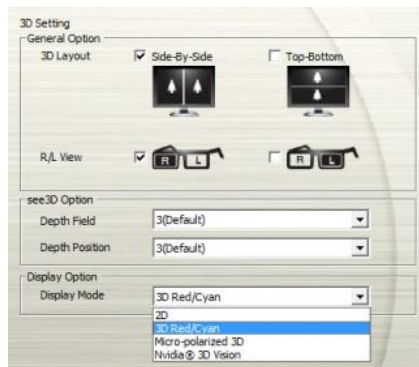 3D Setting
General Option
3D Layout Side-By-Side Top-Bottom
R/L View R L R L
see3D Option
Depth Field 3(Default)
Depth Position 3(Default)
Display Option
Display Mode 3D Red/Cyan
2D
3D Red/Cyan
Micro-polarized 3D
Nvidia® 3D Vision